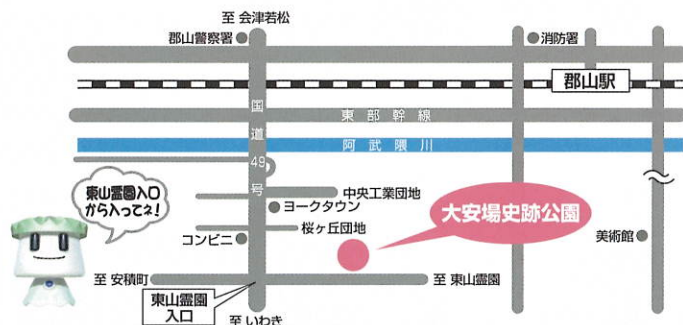 至 会津若松
郡山警察署
消防署
郡山駅
国道49号
東部幹線
阿武隈川
東山霊園入口
から入ってネ！
中央工業団地
ヨークタウン
大安場史跡公園
桜ヶ丘団地
コンビニ
美術館
至 安積町
至 東山霊園
東山霊園
入口
至 いわき